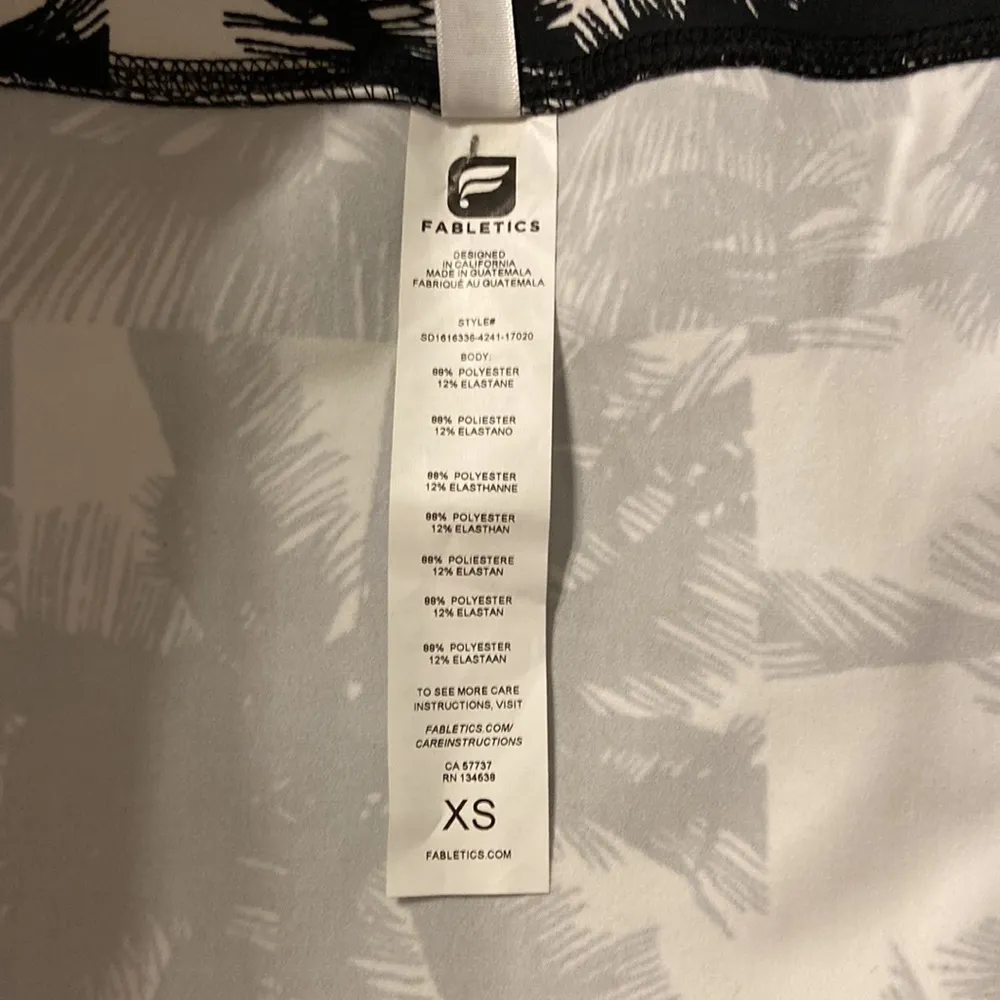 FABLETICS
DESIGNED
IN CALIFORNIA
MADE IN GUATEMALA
FABRIQUÉ AU GUATEMALA
STYLE#
SD1616336-4241-17020
BODY:
88% POLYESTER
12% ELASTANE
88% POLIESTER
12% ELASTANO
88% POLYESTER
12% ELASTHANNE
88% POLYESTER
12% ELASTHAN
88% POLIESTERE
12% ELASTAN
88% POLYESTER
12% ELASTAN
88% POLYESTER
12% ELASTAAN
TO SEE MORE CARE
INSTRUCTIONS, VISIT
FABLETICS.COM/
CAREINSTRUCTIONS
CA 57737
RN 134639
XS
FABLETICS.COM